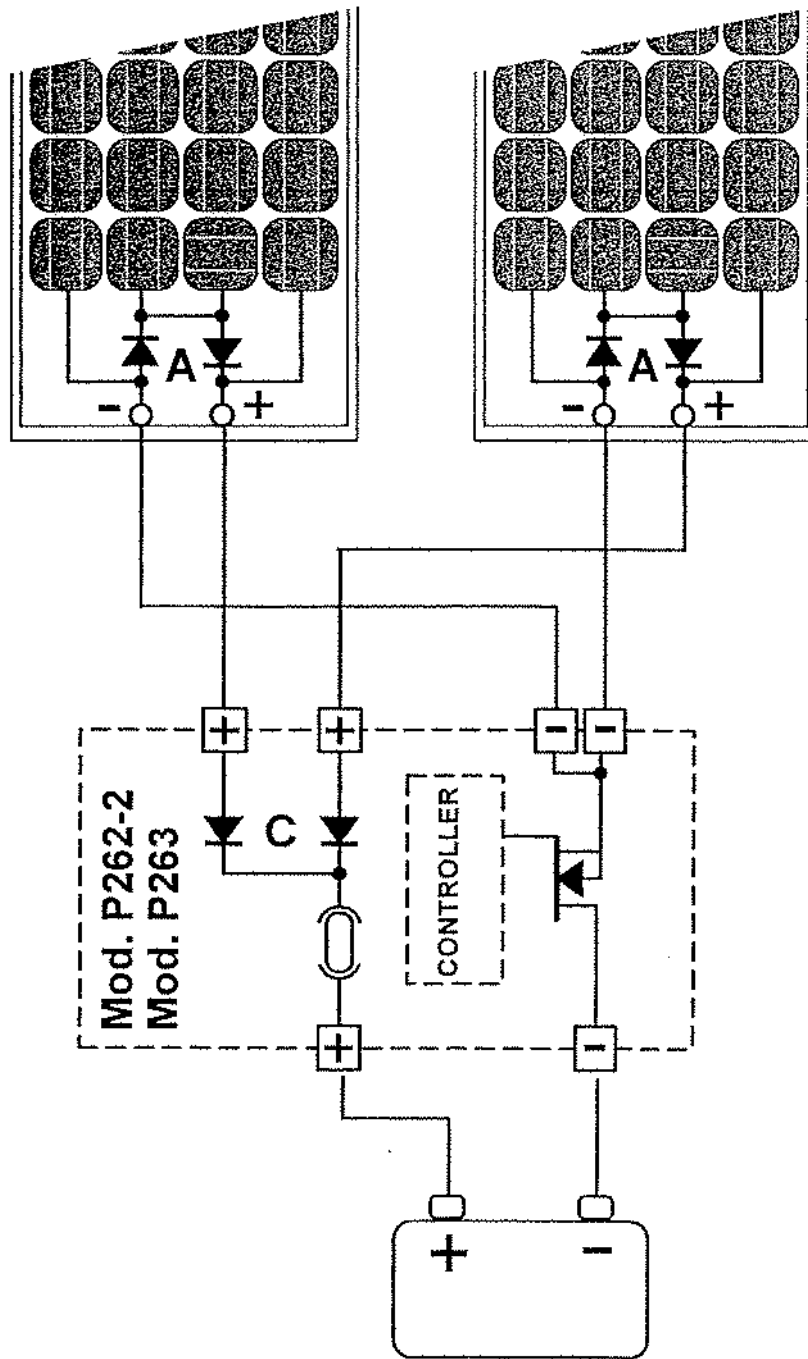 A
A
-
+
-
+
+
+
-
-
Mod. P262-2
Mod. P263
C
CONTROLLER
+
-
+
-